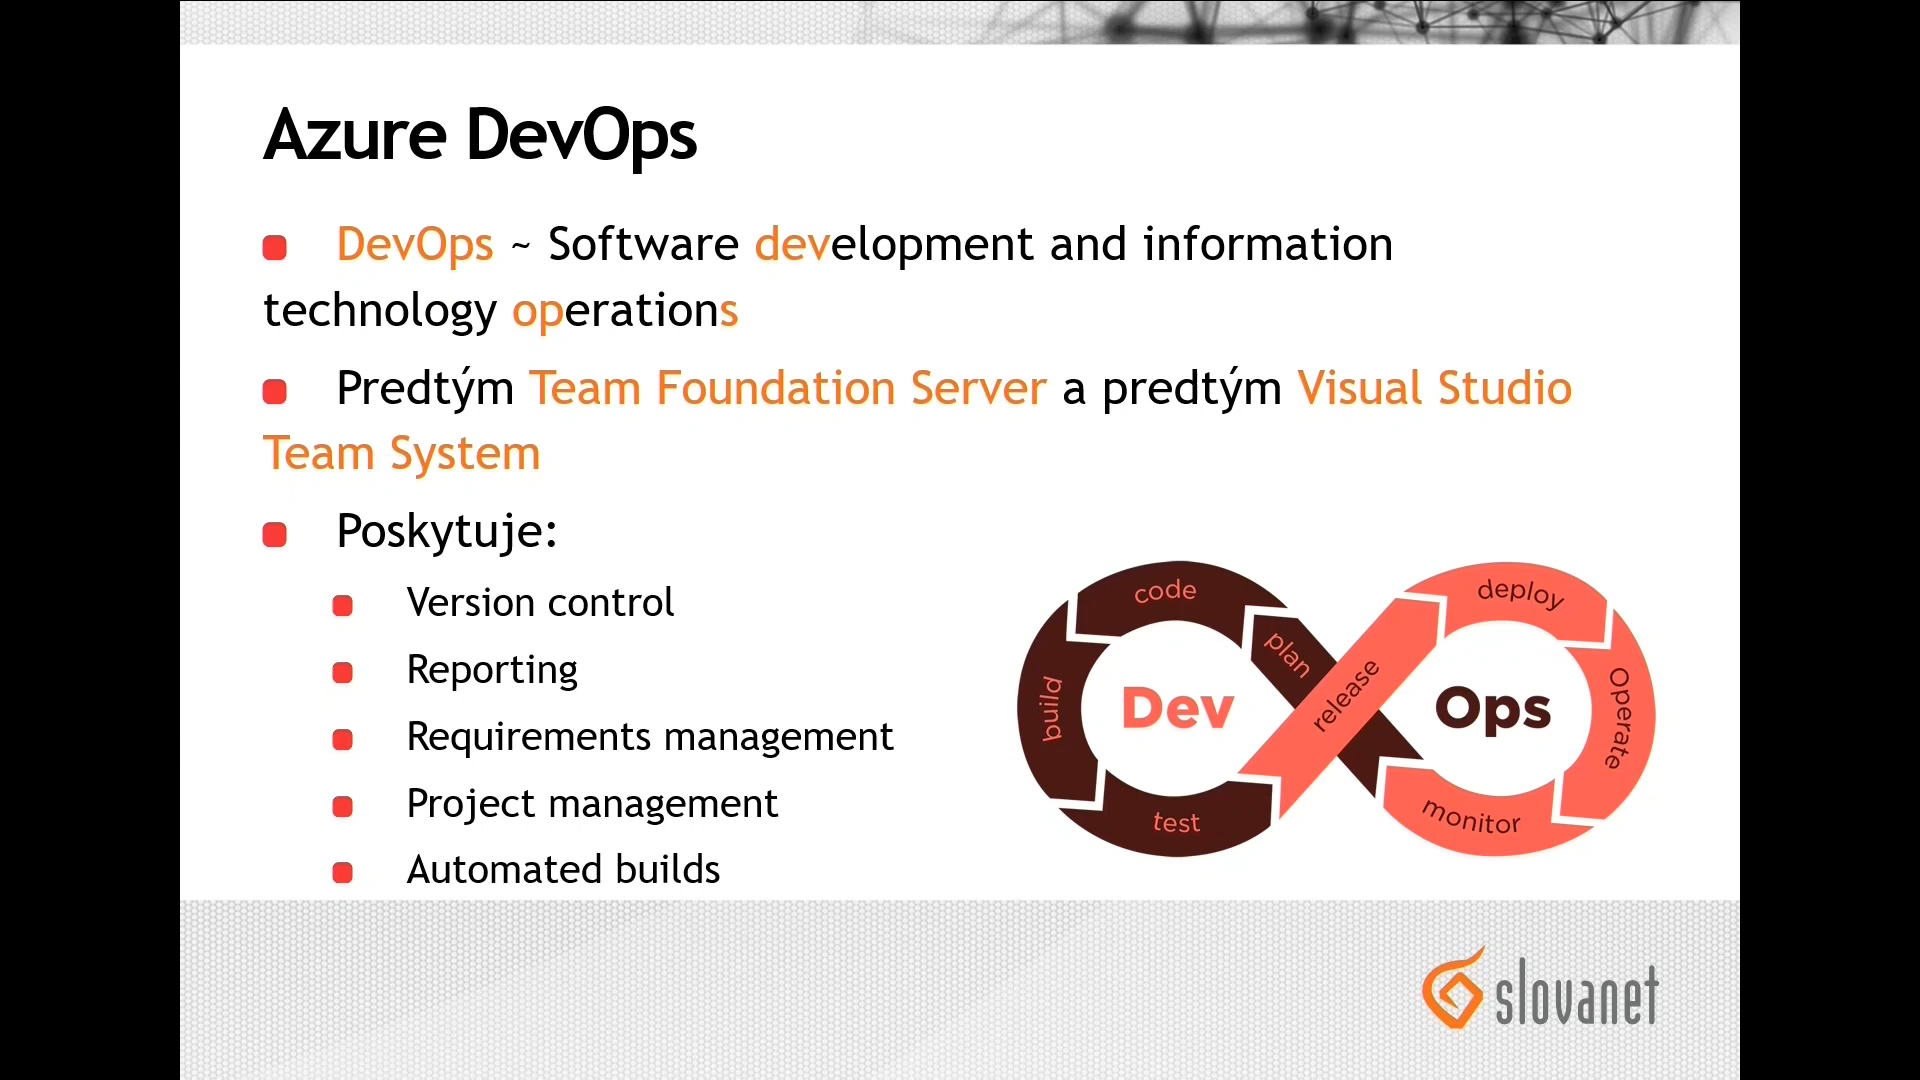 Azure DevOps
DevOps ~ Software development and information
technology operations
Predtým Team Foundation Server a predtým Visual Studio
Team System
Poskytuje:
Version control
Reporting
Requirements management
Project management
Automated builds
code
plan
build
Dev
test
release
deploy
Ops
Operate
monitor
slovanet